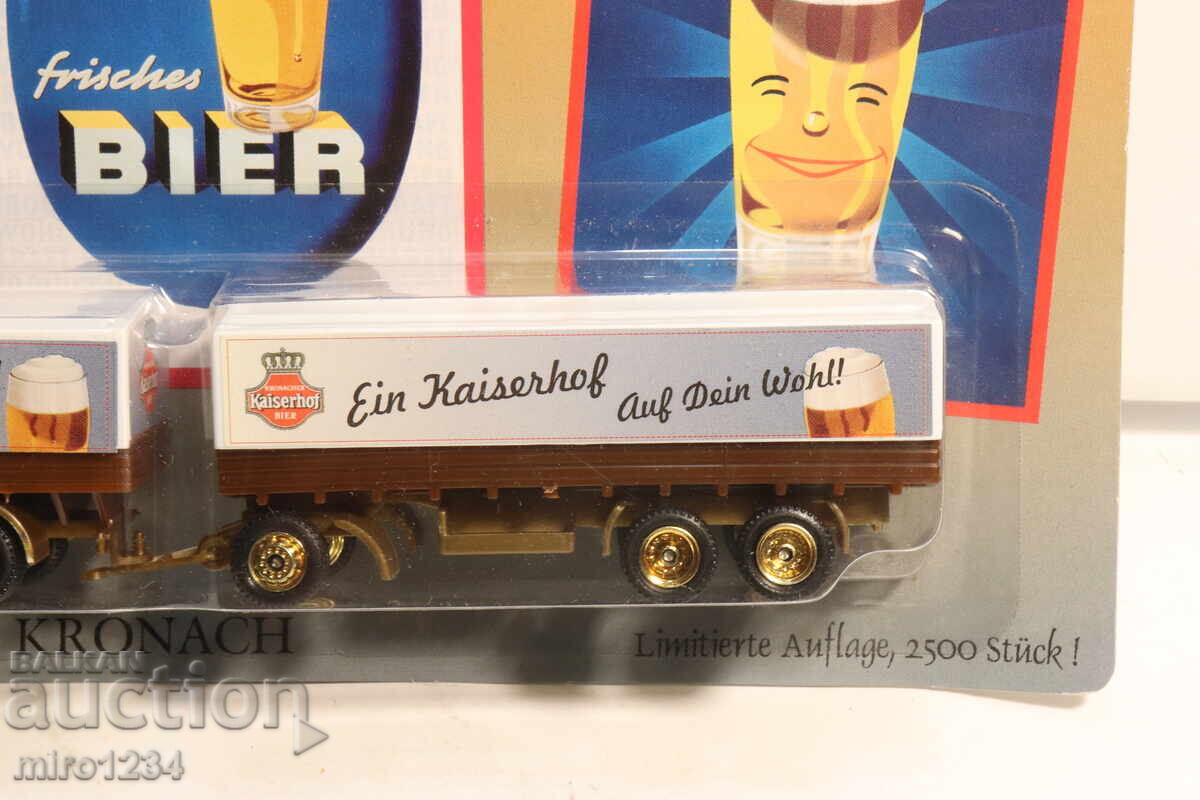 frisches
BIER
KRONACHER
Kaiserhof
BIER
Ein Kaiserhof
Auf Dein Wohl!
KRONACH
Limitierte Auflage, 2500 Stück!
BALKAN
auction
miro1234